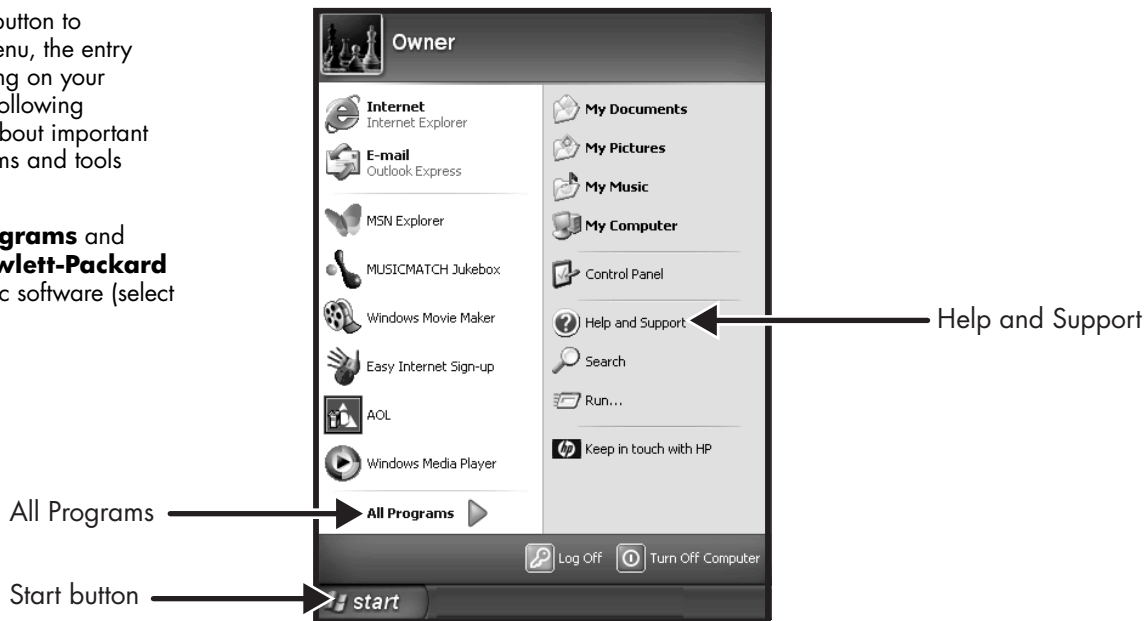 button to
enu, the entry
ng on your
ollowing
bout important
ms and tools
grams and
wlett-Packard
ic software (select
Owner
Internet
Internet Explorer
E-mail
Outlook Express
MSN Explorer
MUSICMATCH Jukebox
Windows Movie Maker
Easy Internet Sign-up
AOL
Windows Media Player
All Programs
My Documents
My Pictures
My Music
My Computer
Control Panel
Help and Support
Search
Run...
hp Keep in touch with HP
Log Off Turn Off Computer
start
Help and Support
All Programs
Start button